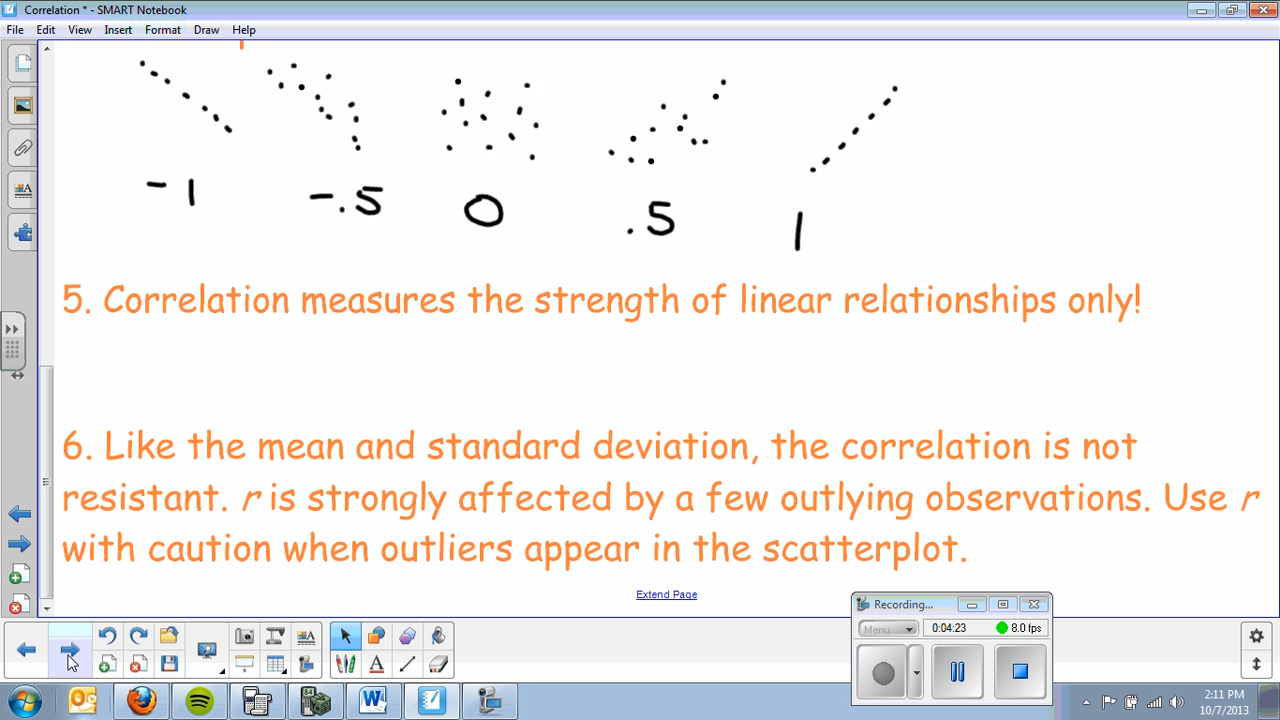 Correlation * - SMART Notebook
File Edit View Insert Format Draw Help
-1 -.5 0 .5 1
5. Correlation measures the strength of linear relationships only!
6. Like the mean and standard deviation, the correlation is not
resistant. r is strongly affected by a few outlying observations. Use r
with caution when outliers appear in the scatterplot.
Extend Page
Recording...
Menu 0:04:23 8.0 fps
2:11 PM
10/7/2013